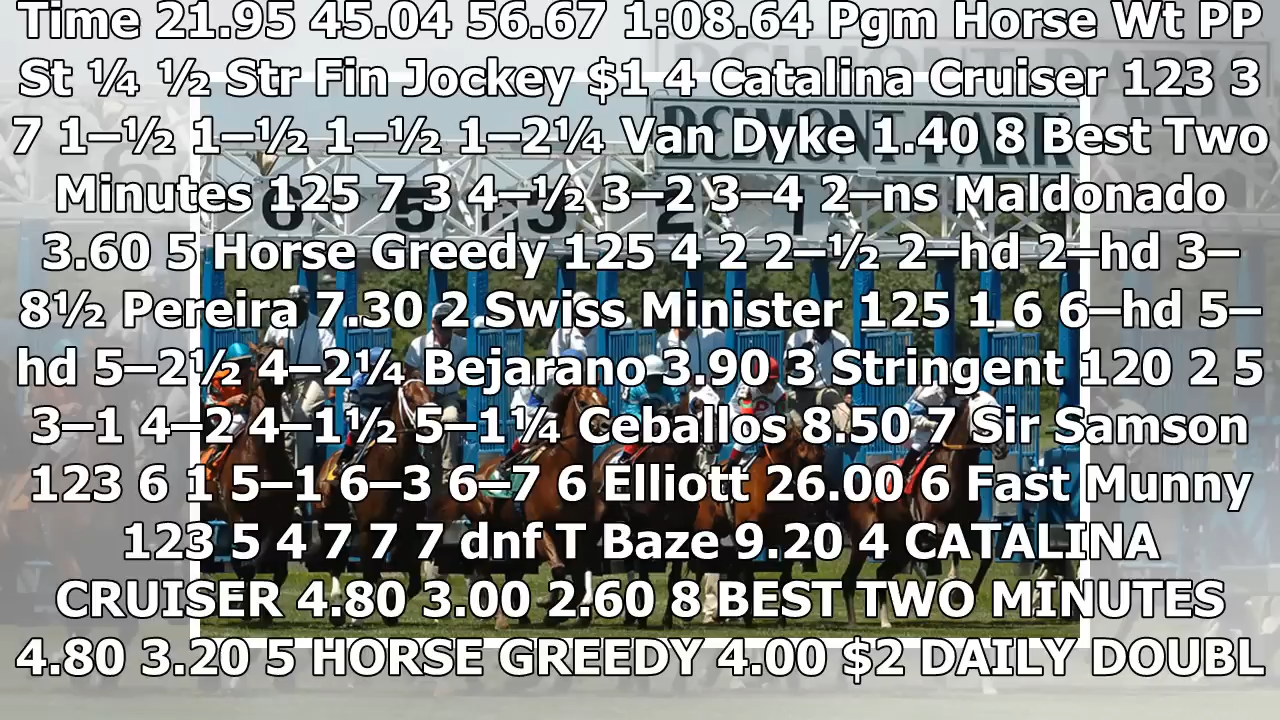 Time 21.95 45.04 56.67 1:08.64 Pgm Horse Wt PP
St ¼ ½ Str Fin Jockey $1 4 Catalina Cruiser 123 3
7 1–½ 1–½ 1–½ 1–2¼ Van Dyke 1.40 8 Best Two
Minutes 125 7 3 4–½ 3–2 3–4 2–ns Maldonado
3.60 5 Horse Greedy 125 4 2 2–½ 2–hd 2–hd 3–
8½ Pereira 7.30 2 Swiss Minister 125 1 6 6–hd 5–
hd 5–2½ 4–2¼ Bejarano 3.90 3 Stringent 120 2 5
3–1 4–2 4–1½ 5–1¼ Ceballos 8.50 7 Sir Samson
123 6 1 5–1 6–3 6–7 6 Elliott 26.00 6 Fast Munny
123 5 4 7 7 7 dnf T Baze 9.20 4 CATALINA
CRUISER 4.80 3.00 2.60 8 BEST TWO MINUTES
4.80 3.20 5 HORSE GREEDY 4.00 $2 DAILY DOUBL
BELMONT PARK
6 5 3 2 1